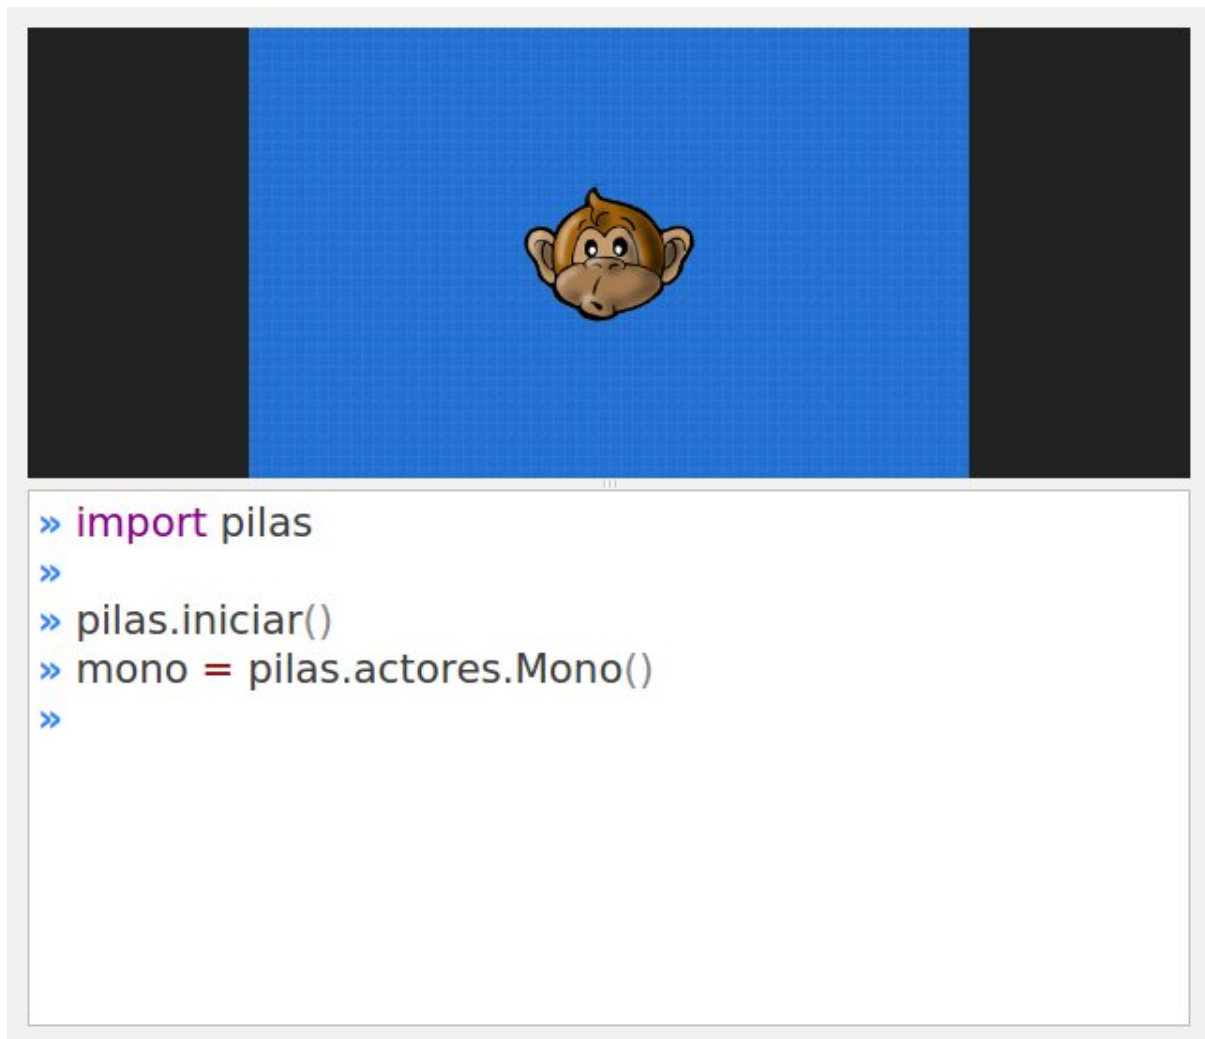 » import pilas
»
» pilas.iniciar()
» mono = pilas.actores.Mono()
»